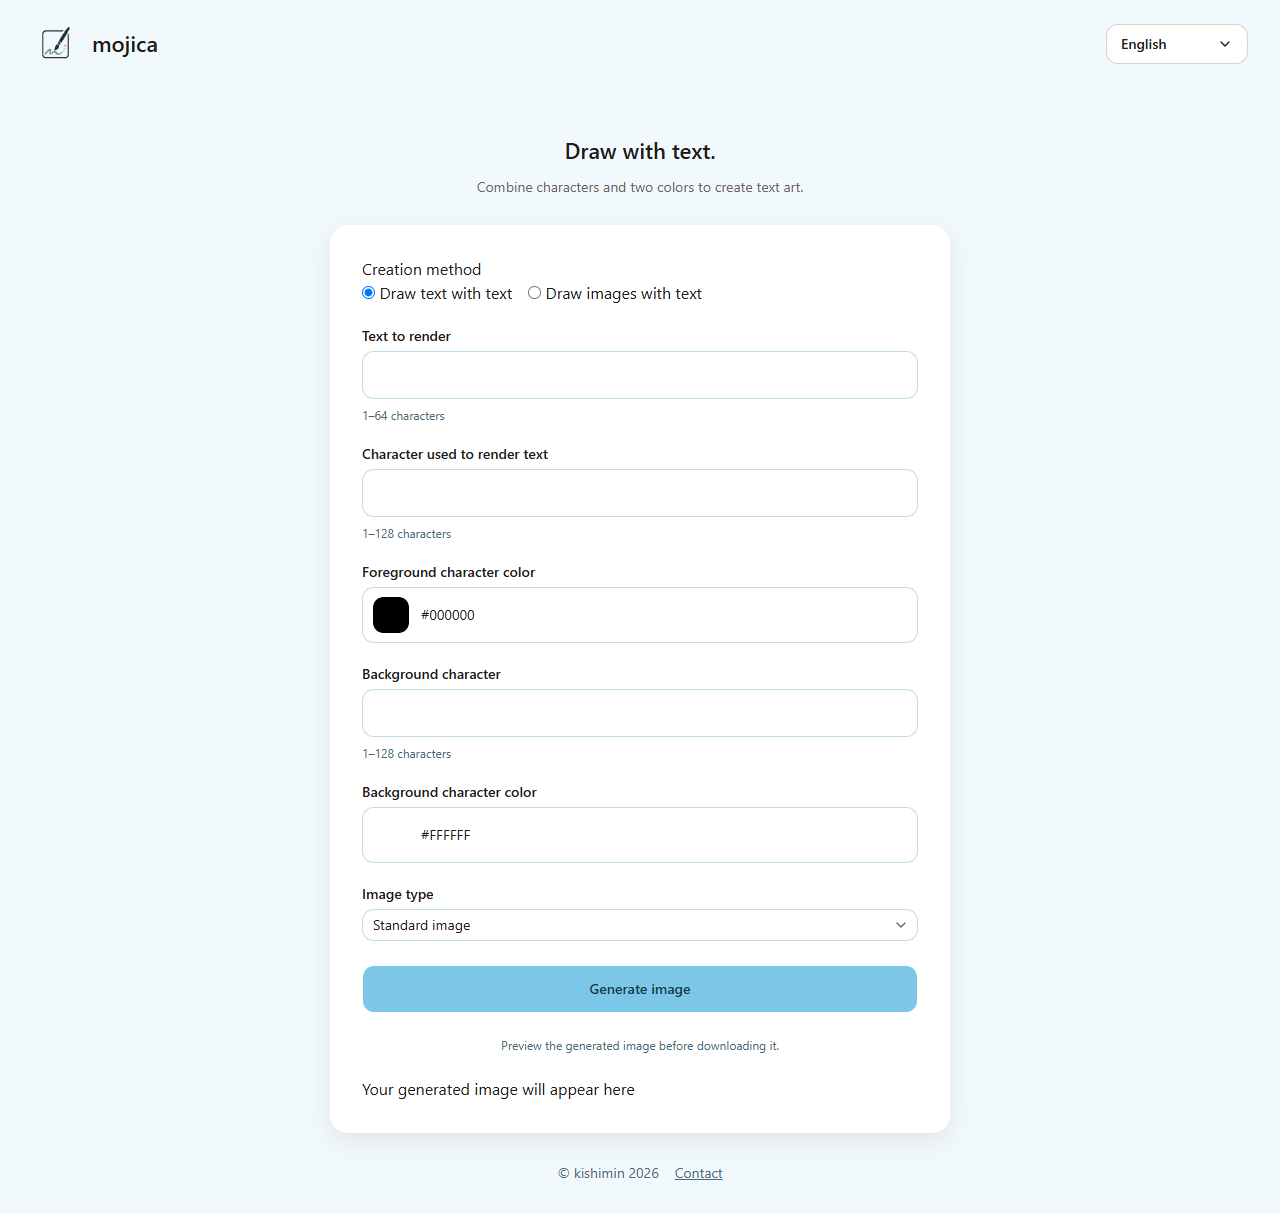 mojica
English
Draw with text.
Combine characters and two colors to create text art.
Creation method
Draw text with text
Draw images with text
Text to render
1–64 characters
Character used to render text
1–128 characters
Foreground character color
#000000
Background character
1–128 characters
Background character color
#FFFFFF
Image type
Standard image
Generate image
Preview the generated image before downloading it.
Your generated image will appear here
© kishimin 2026 Contact